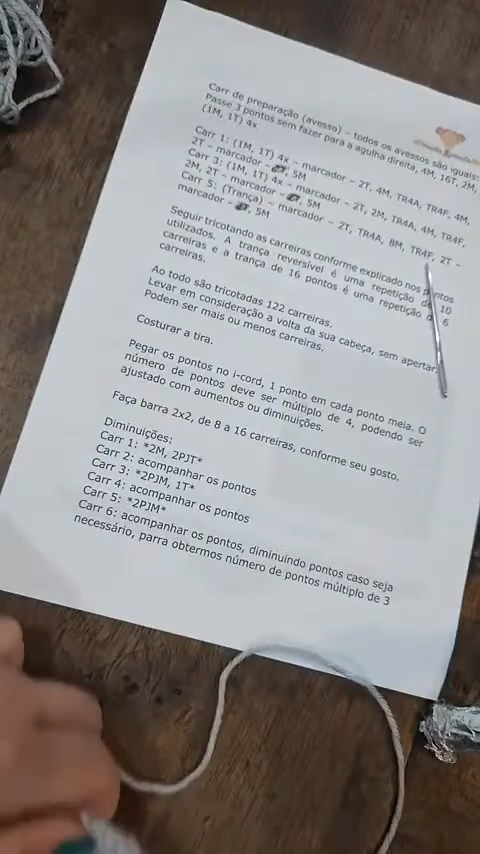 Carr de preparação (avesso) – todos os avessos são iguais:
Passe 3 pontos sem fazer para a agulha direita, 4M, 16T, 2M,
(1M, 1T) 4x
Carr 1: (1M, 1T) 4x – marcador – 2T, 4M, TR4A, TR4F, 4M,
2T – marcador – , 5M
Carr 3: (1M, 1T) 4x – marcador – 2T, 2M, TR4A, 4M, TR4F,
2M, 2T – marcador – , 5M
Carr 5: (Trança) – marcador – 2T, TR4A, 8M, TR4F, 2T –
marcador – , 5M
Seguir tricotando as carreiras conforme explicado nos pontos
utilizados. A trança reversível é uma repetição de 10
carreiras e a trança de 16 pontos é uma repetição d 6
carreiras.
Ao todo são tricotadas 122 carreiras.
Levar em consideração a volta da sua cabeça, sem apertar.
Podem ser mais ou menos carreiras.
Costurar a tira.
Pegar os pontos no i-cord, 1 ponto em cada ponto meia. O
número de pontos deve ser múltiplo de 4, podendo ser
ajustado com aumentos ou diminuições.
Faça barra 2x2, de 8 a 16 carreiras, conforme seu gosto.
Diminuições:
Carr 1: *2M, 2PJT*
Carr 2: acompanhar os pontos
Carr 3: *2PJM, 1T*
Carr 4: acompanhar os pontos
Carr 5: *2PJM*
Carr 6: acompanhar os pontos, diminuindo pontos caso seja
necessário, parra obtermos número de pontos múltiplo de 3